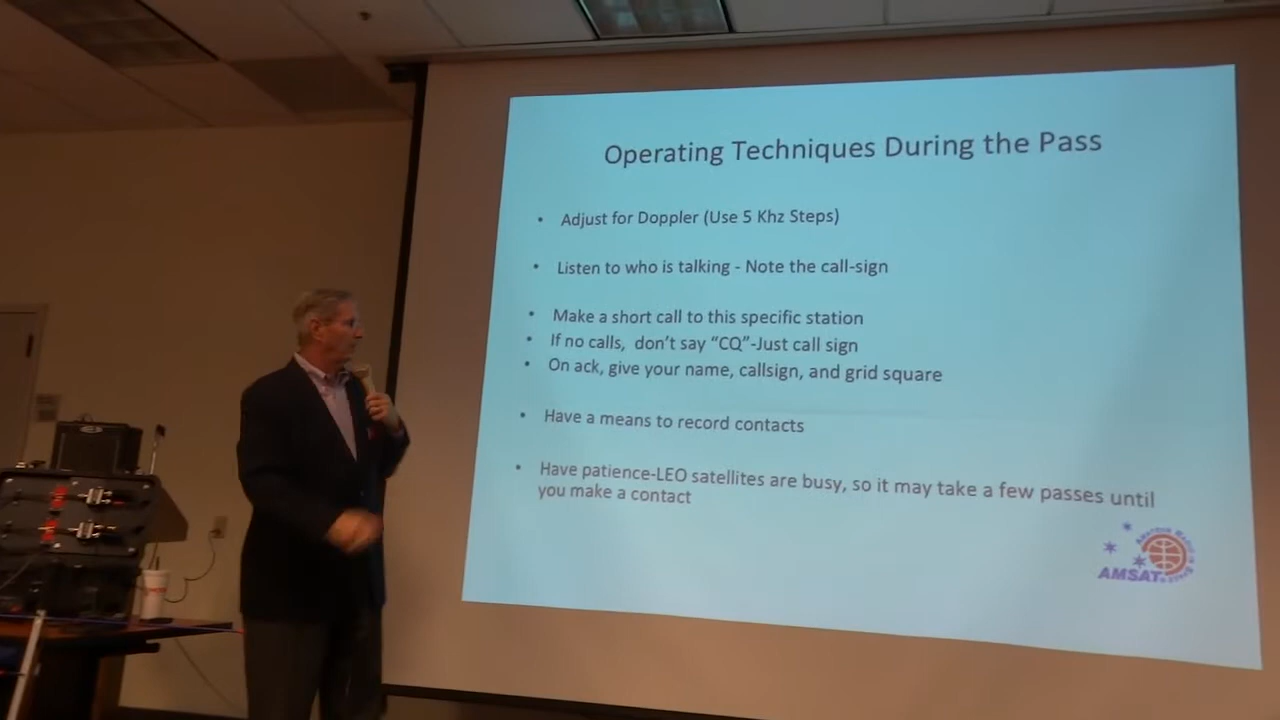 Operating Techniques During the Pass
• Adjust for Doppler (Use 5 Khz Steps)
• Listen to who is talking - Note the call-sign
• Make a short call to this specific station
• If no calls, don't say “CQ”-Just call sign
• On ack, give your name, callsign, and grid square
• Have a means to record contacts
• Have patience-LEO satellites are busy, so it may take a few passes until
you make a contact
AMSAT